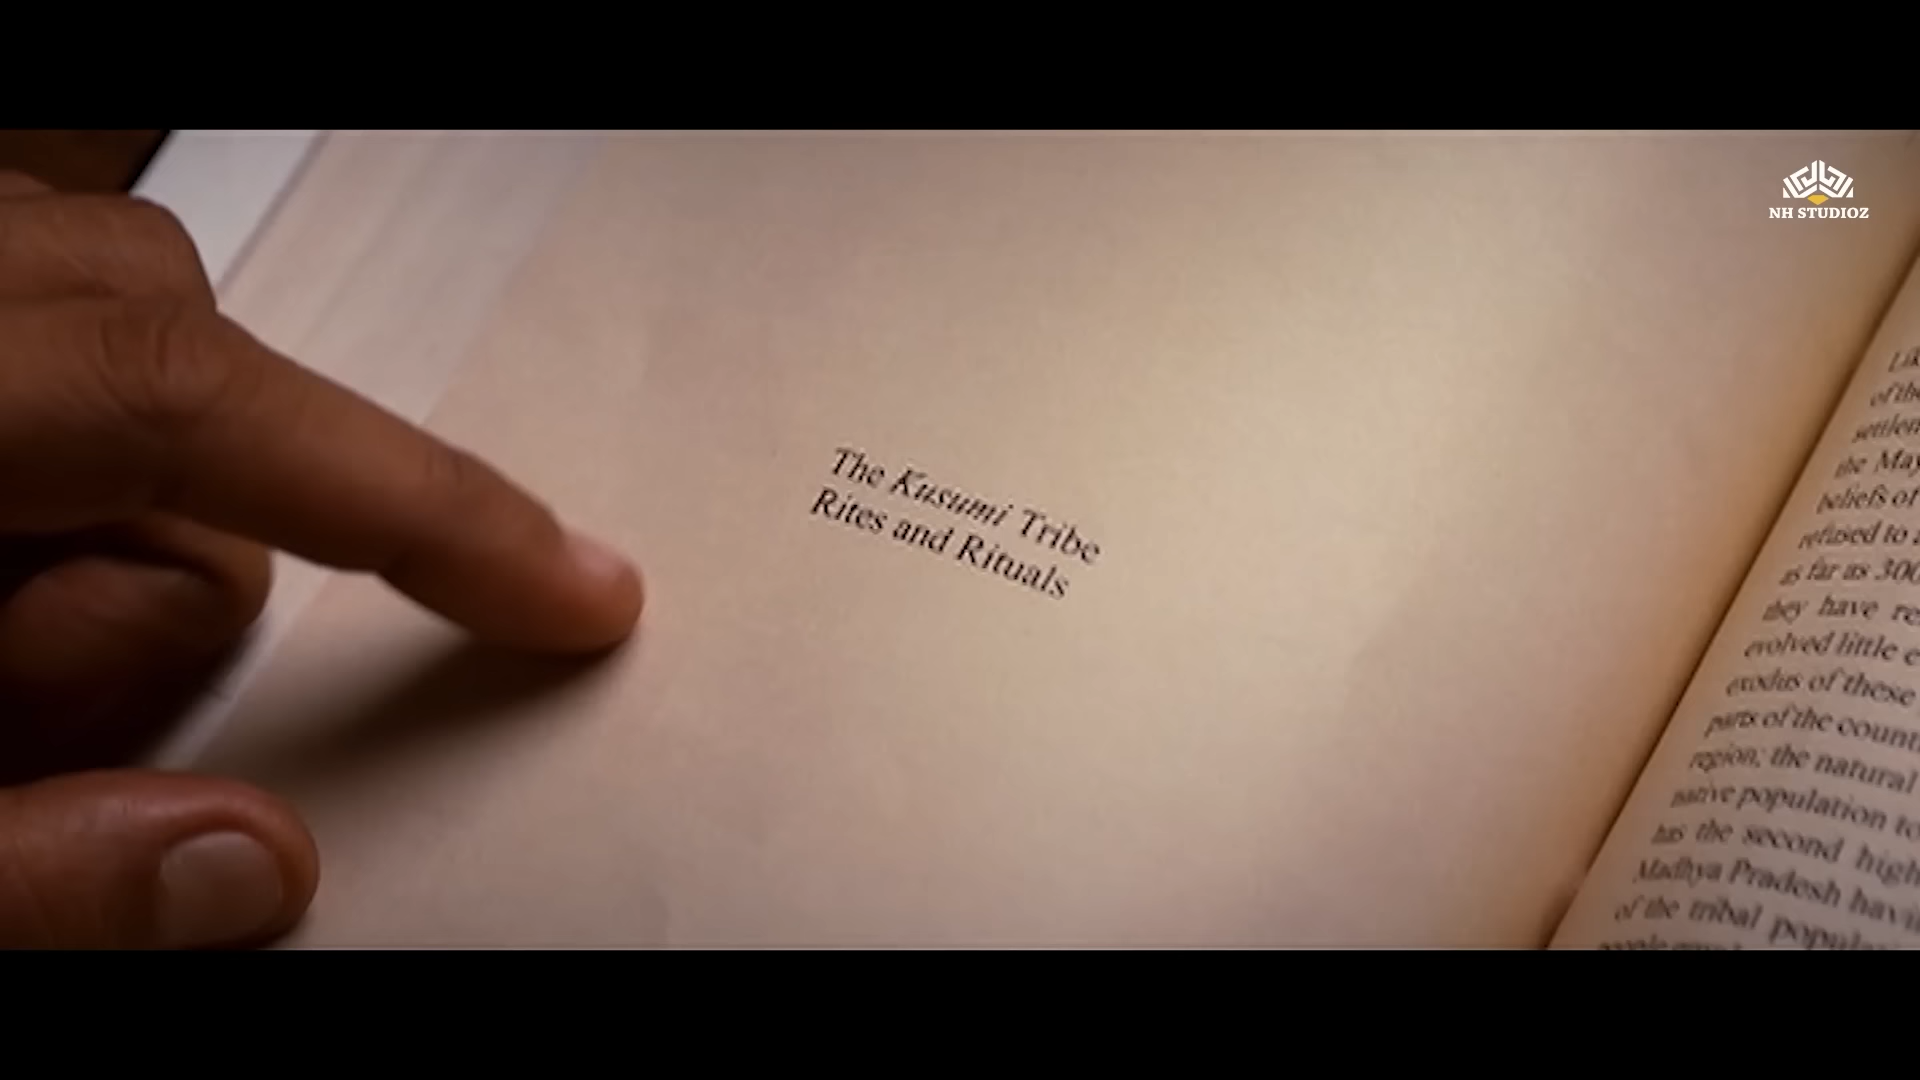 NH STUDIOZ
The Kusumi Tribe
Rites and Rituals
of the
the May
beliefs of
refused to
as far as 300
they have
evolved little
exodus of these
parts of the
region; the natural
native population to
has the second
Madhya Pradesh
of the tribal